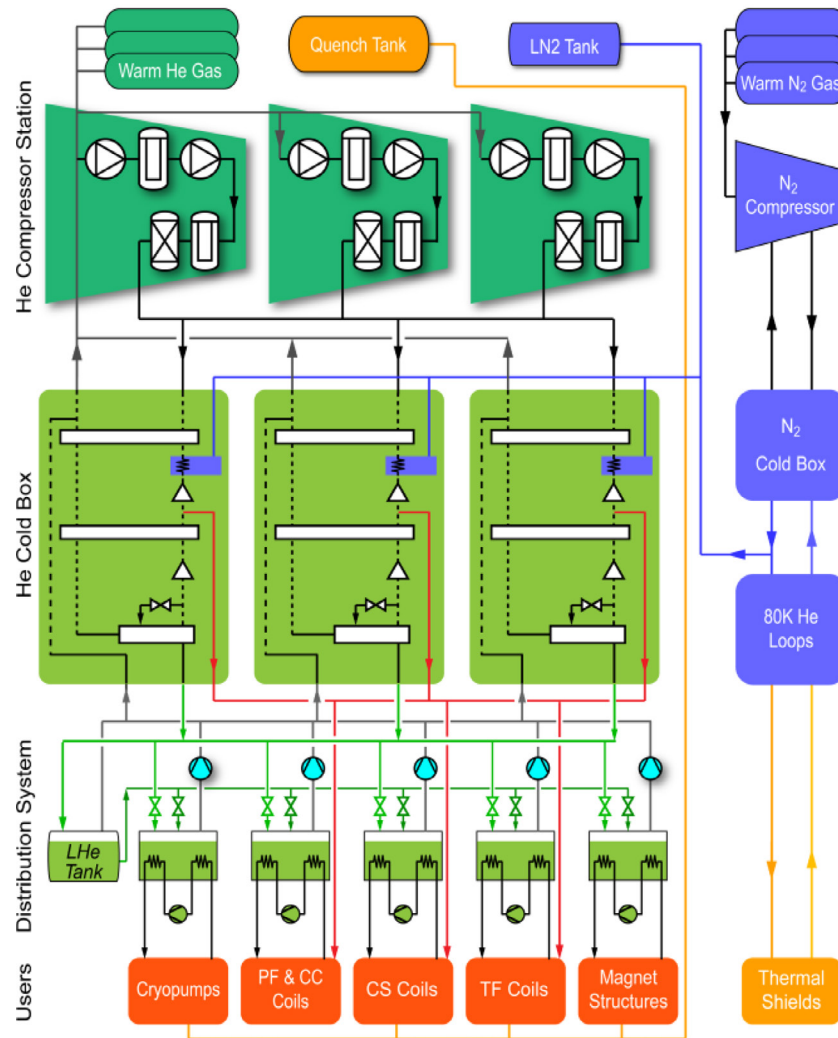 Warm He Gas
Quench Tank
LN2 Tank
Warm N₂ Gas
He Compressor Station
N₂
Compressor
He Cold Box
N₂
Cold Box
80K He
Loops
Distribution System
LHe
Tank
Users
Cryopumps
PF & CC
Coils
CS Coils
TF Coils
Magnet
Structures
Thermal
Shields